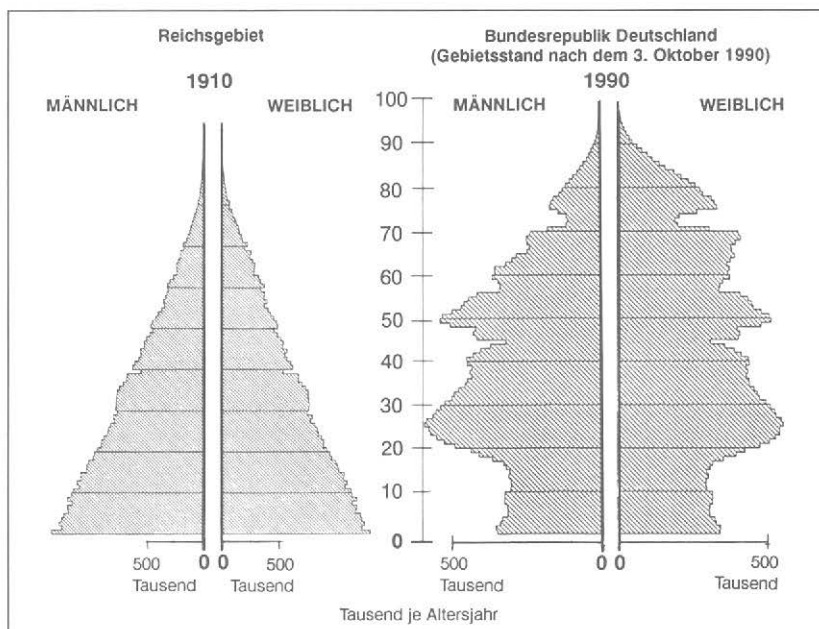 Reichsgebiet
1910
MÄNNLICH
WEIBLICH
500
0
0
500
Tausend
Tausend
Bundesrepublik Deutschland
(Gebietsstand nach dem 3. Oktober 1990)
1990
MÄNNLICH
WEIBLICH
100
90
80
70
60
50
40
30
20
10
0
500
0
0
500
Tausend
Tausend
Tausend je Altersjahr